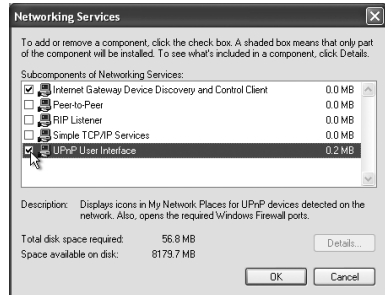 Networking Services
To add or remove a component, click the check box. A shaded box means that only part
of the component will be installed. To see what's included in a component, click Details.
Subcomponents of Networking Services:
Internet Gateway Device Discovery and Control Client 0.0 MB
Peer-to-Peer 0.0 MB
RIP Listener 0.0 MB
Simple TCP/IP Services 0.0 MB
UPnP User Interface 0.2 MB
Description: Displays icons in My Network Places for UPnP devices detected on the
network. Also, opens the required Windows Firewall ports.
Total disk space required: 56.8 MB
Space available on disk: 8179.7 MB
Details...
OK Cancel